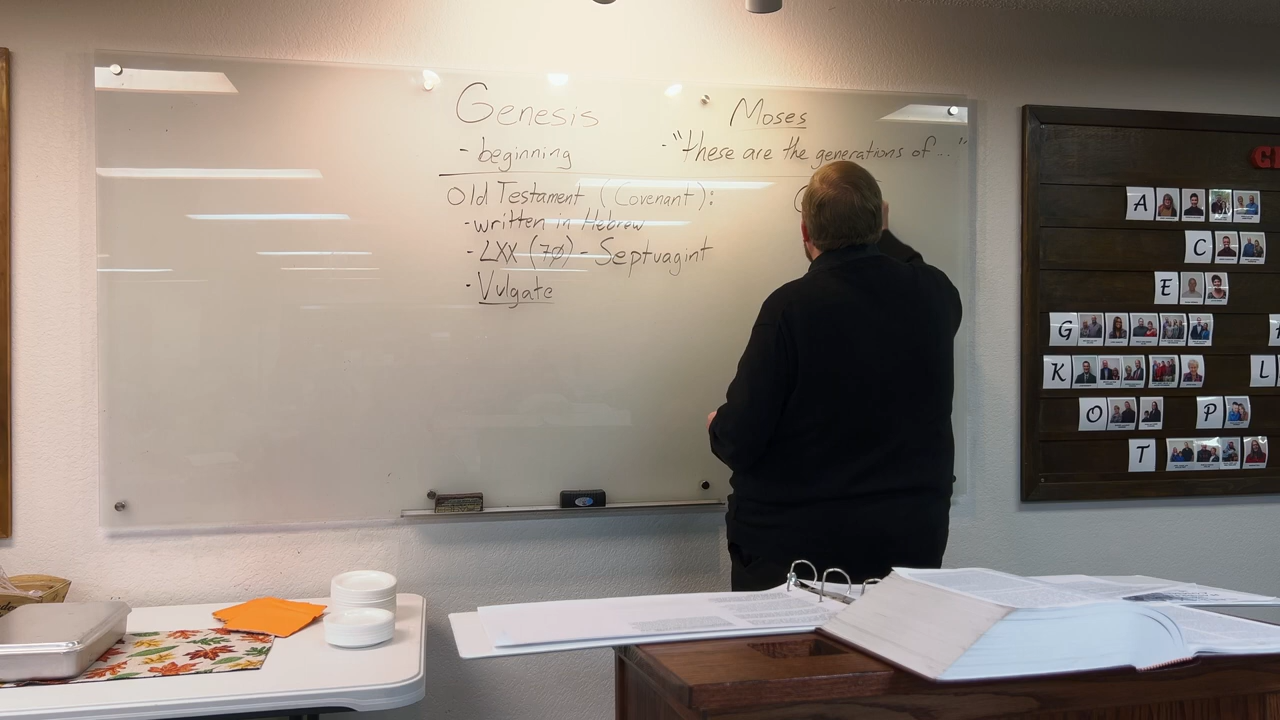 Genesis
- beginning
Old Testament (Covenant):
- written in Hebrew
- LXX (70) - Septuagint
- Vulgate
Moses
- "these are the generations of ..."
A
C
E
G
K
L
O
P
T